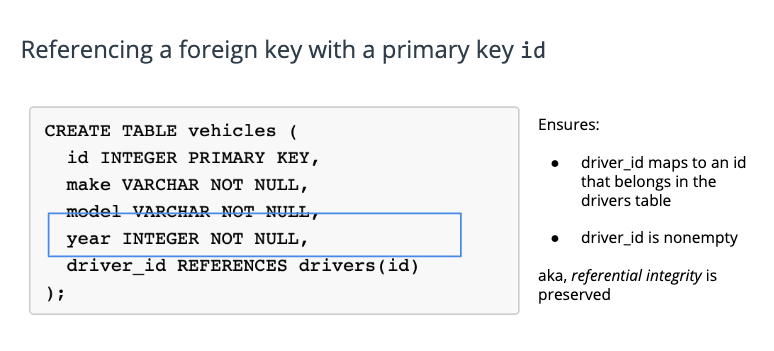 Referencing a foreign key with a primary key id
CREATE TABLE vehicles (
id INTEGER PRIMARY KEY,
make VARCHAR NOT NULL,
model VARCHAR NOT NULL,
year INTEGER NOT NULL,
driver_id REFERENCES drivers(id)
);
Ensures:
● driver_id maps to an id
that belongs in the
drivers table
● driver_id is nonempty
aka, referential integrity is
preserved